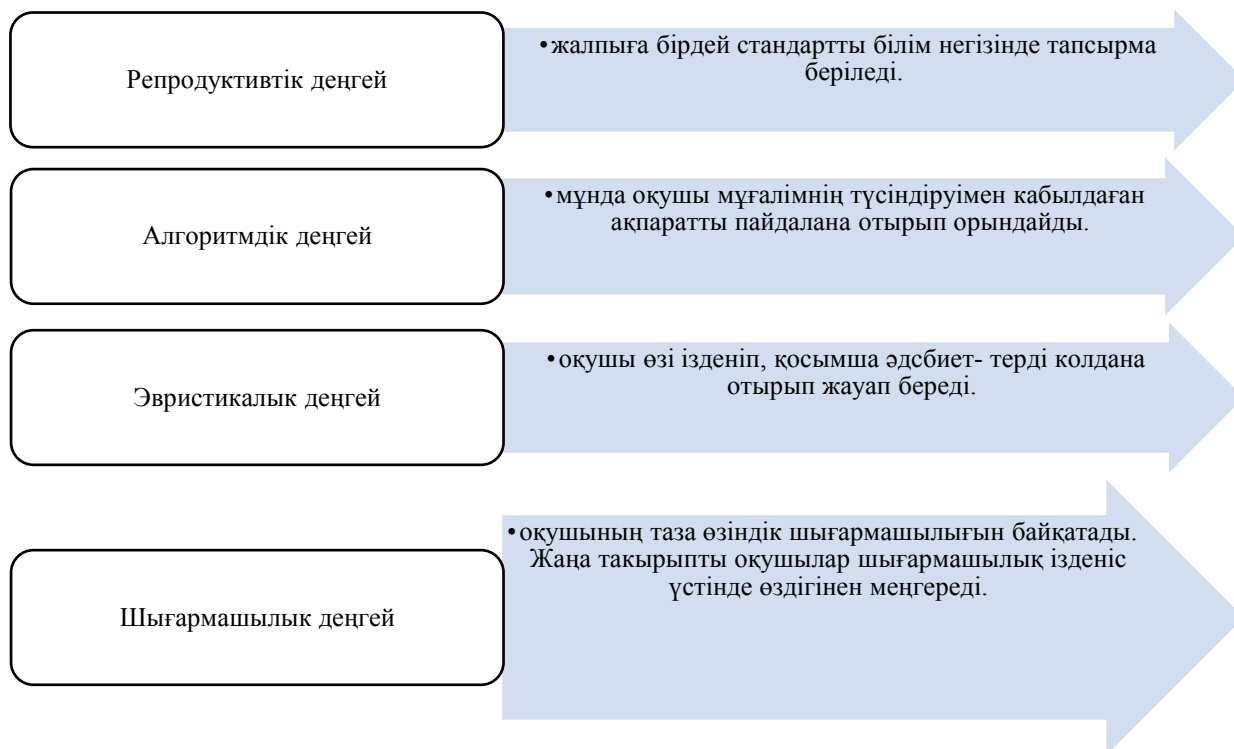 Репродуктивтік деңгей
•жалпыға бірдей стандартты білім негізінде тапсырма
беріледі.
Алгоритмдік деңгей
•мұнда оқушы мұғалімнің түсіндіруімен кабылдаған
ақпаратты пайдалана отырып орындайды.
Эвристикалык деңгей
•оқушы өзі ізденіп, қосымша әдсбиет- терді колдана
отырып жауап береді.
Шығармашылык деңгей
•оқушының таза өзіндік шығармашылығын байқатады.
Жаңа такырыпты оқушылар шығармашылық ізденіс
үстінде өздігінен меңгереді.